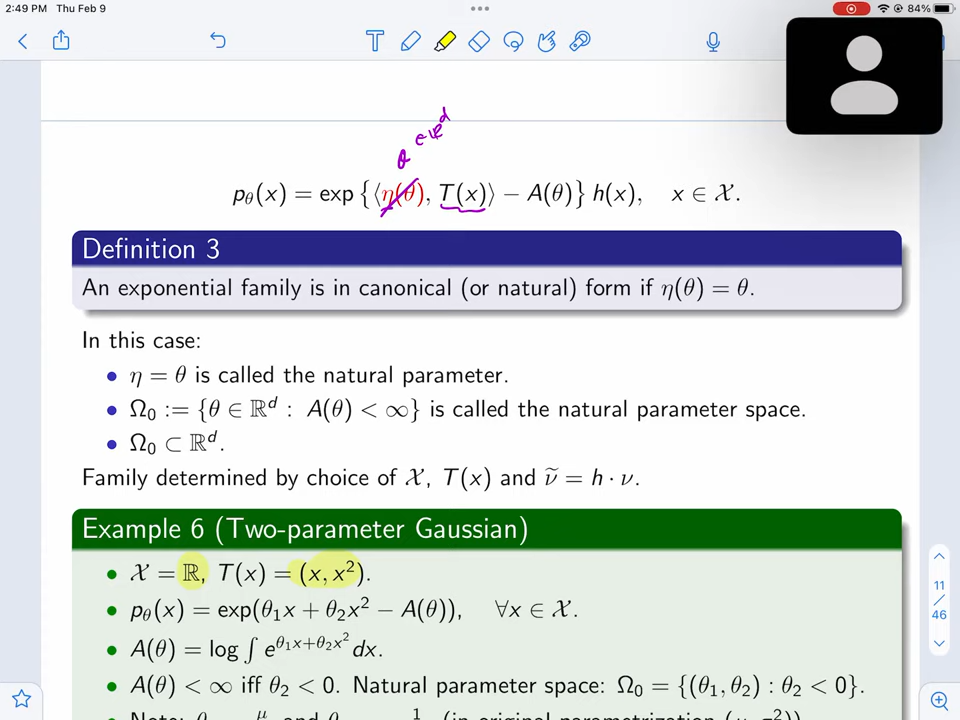 2:49 PM Thu Feb 9
84%
θ ∈ ℝ^d
p_θ(x) = exp {⟨η(θ), T(x)⟩ − A(θ)} h(x), x ∈ 𝒳.
Definition 3
An exponential family is in canonical (or natural) form if η(θ) = θ.
In this case:
• η = θ is called the natural parameter.
• Ω₀ := {θ ∈ ℝ^d : A(θ) < ∞} is called the natural parameter space.
• Ω₀ ⊂ ℝ^d.
Family determined by choice of 𝒳, T(x) and ν̃ = h · ν.
Example 6 (Two-parameter Gaussian)
• 𝒳 = ℝ, T(x) = (x, x²).
• p_θ(x) = exp(θ₁x + θ₂x² − A(θ)), ∀x ∈ 𝒳.
• A(θ) = log ∫ e^{θ₁x+θ₂x²} dx.
• A(θ) < ∞ iff θ₂ < 0. Natural parameter space: Ω₀ = {(θ₁, θ₂) : θ₂ < 0}.
11
/
46